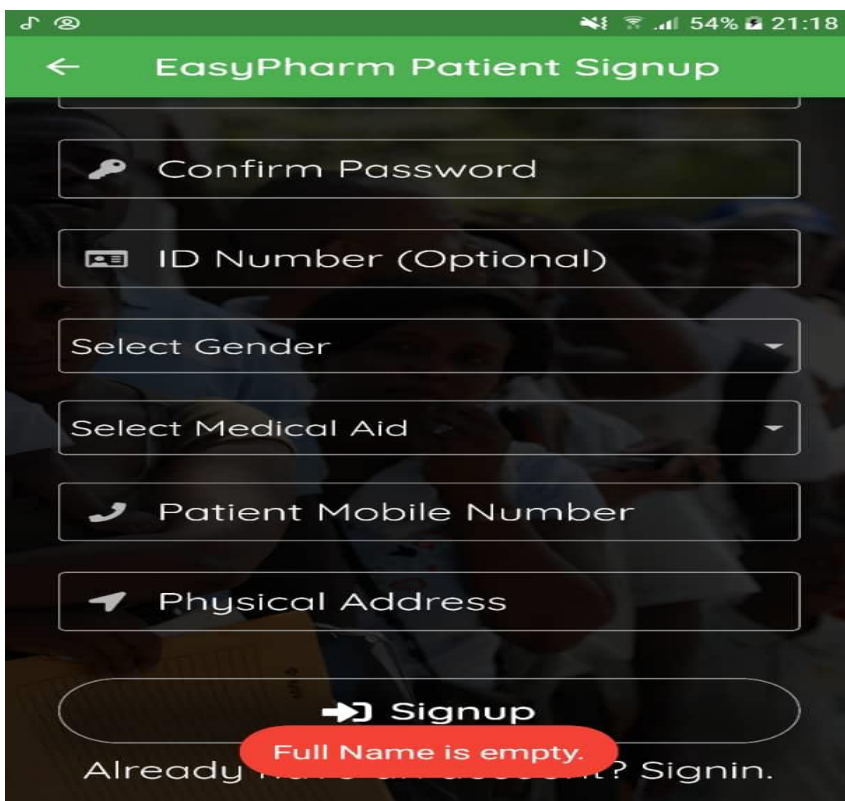 54% 21:18
EasyPharm Patient Signup
Confirm Password
ID Number (Optional)
Select Gender
Select Medical Aid
Patient Mobile Number
Physical Address
Signup
Full Name is empty.
Already ? Signin.